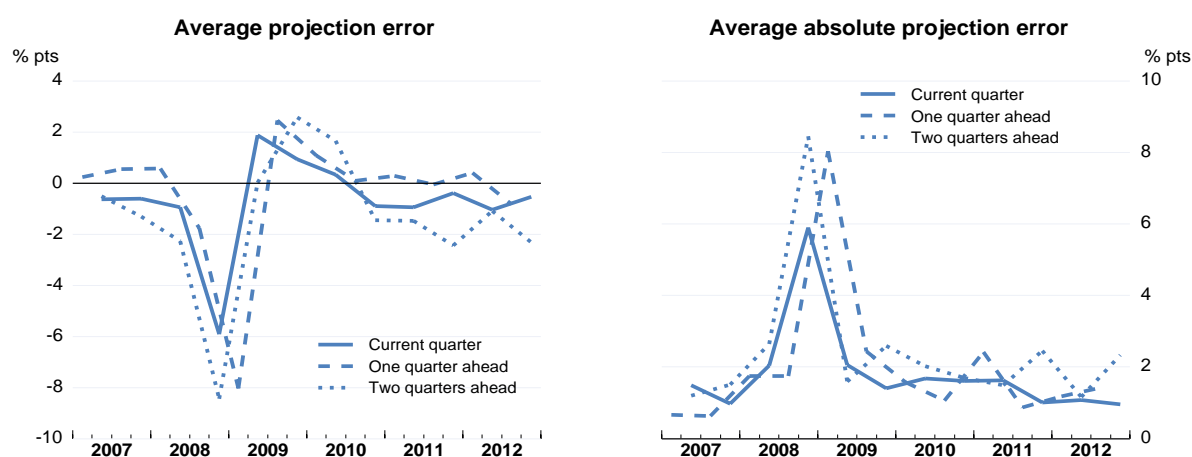 Average projection error
% pts
4
2
0
-2
-4
-6
-8
-10
Current quarter
One quarter ahead
Two quarters ahead
2007 2008 2009 2010 2011 2012
Average absolute projection error
% pts
10
8
6
4
2
0
Current quarter
One quarter ahead
Two quarters ahead
2007 2008 2009 2010 2011 2012